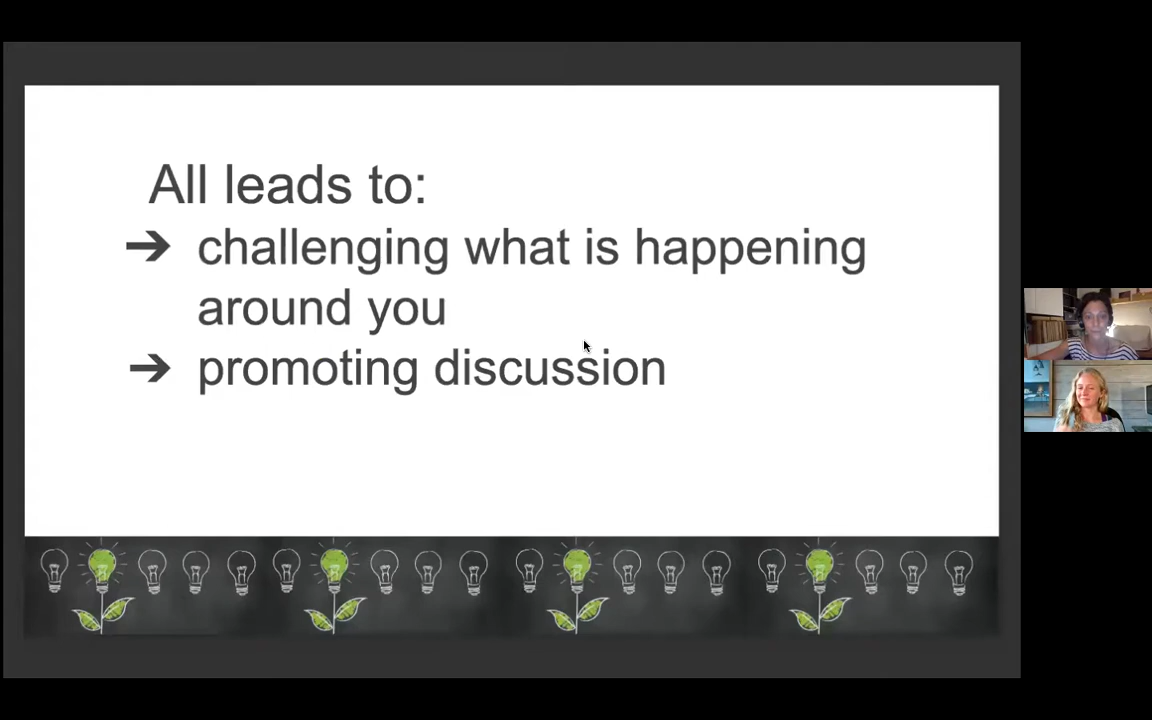 All leads to:
➔ challenging what is happening
around you
➔ promoting discussion